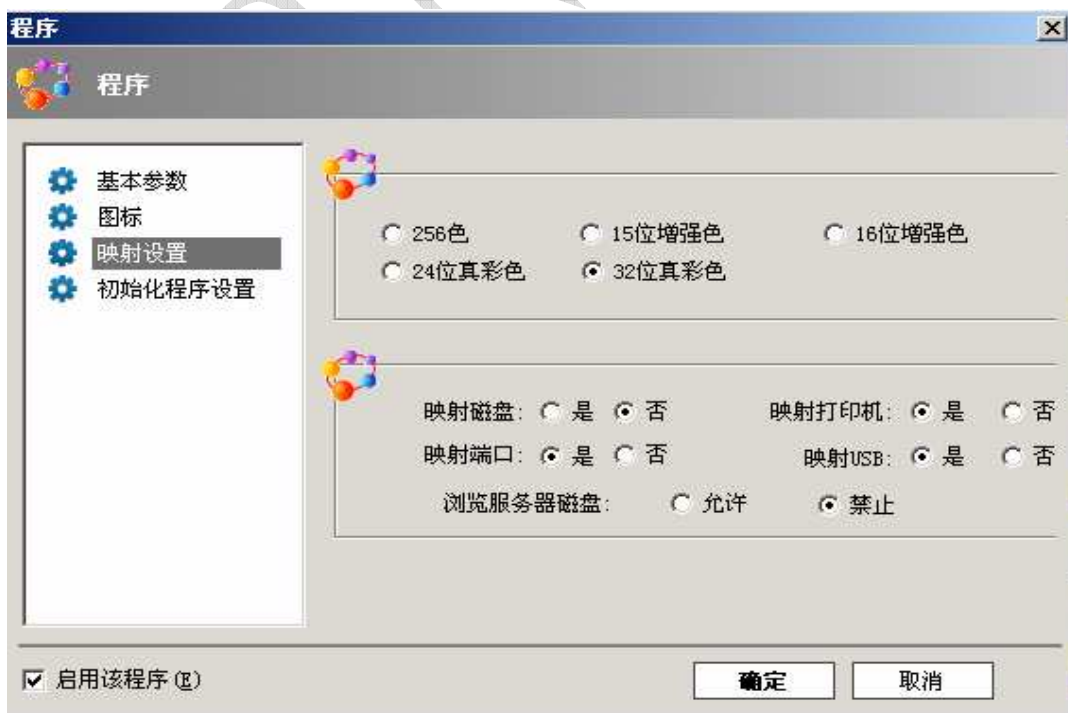 程序
程序
基本参数
图标
映射设置
初始化程序设置
256色 15位增强色 16位增强色
24位真彩色 32位真彩色
映射磁盘: 是 否 映射打印机: 是 否
映射端口: 是 否 映射USB: 是 否
浏览服务器磁盘: 允许 禁止
启用该程序(E) 确定 取消